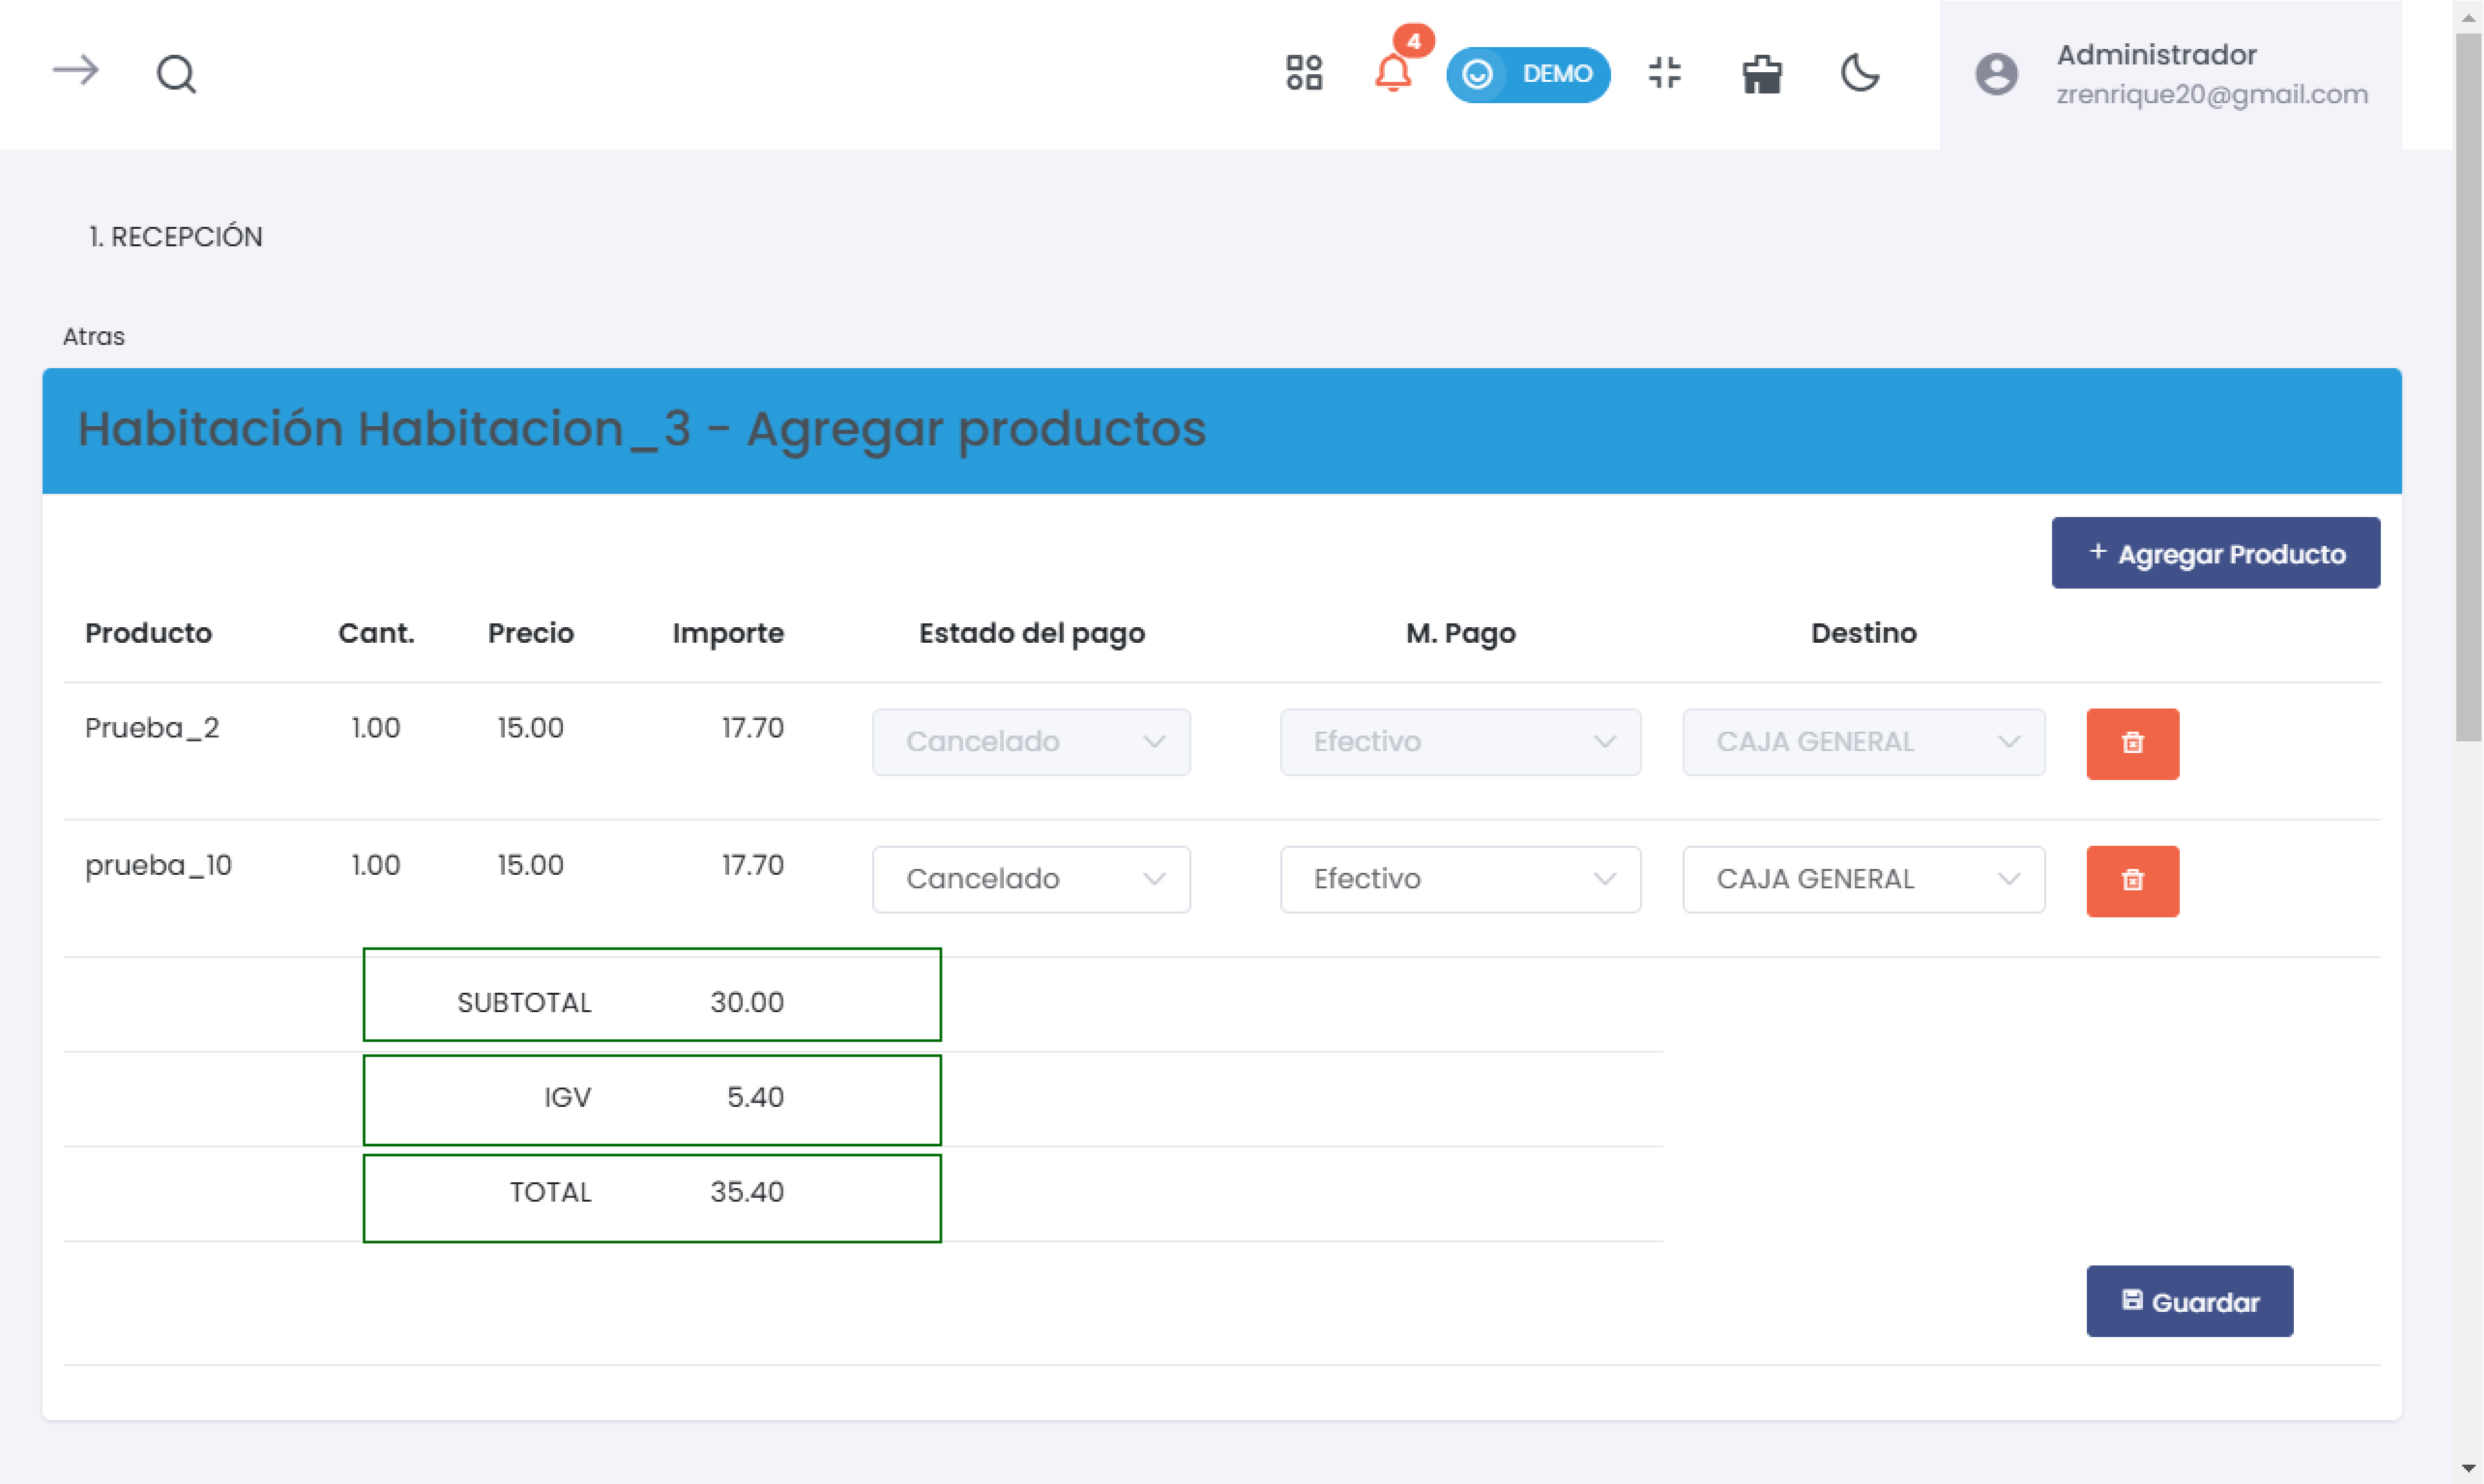 4
DEMO
Administrador
zrenrique20@gmail.com
1. RECEPCIÓN
Atras
Habitación Habitacion_3 - Agregar productos
+ Agregar Producto
Producto Cant. Precio Importe Estado del pago M. Pago Destino
Prueba_2 1.00 15.00 17.70 Cancelado Efectivo CAJA GENERAL
prueba_10 1.00 15.00 17.70 Cancelado Efectivo CAJA GENERAL
SUBTOTAL 30.00
IGV 5.40
TOTAL 35.40
Guardar